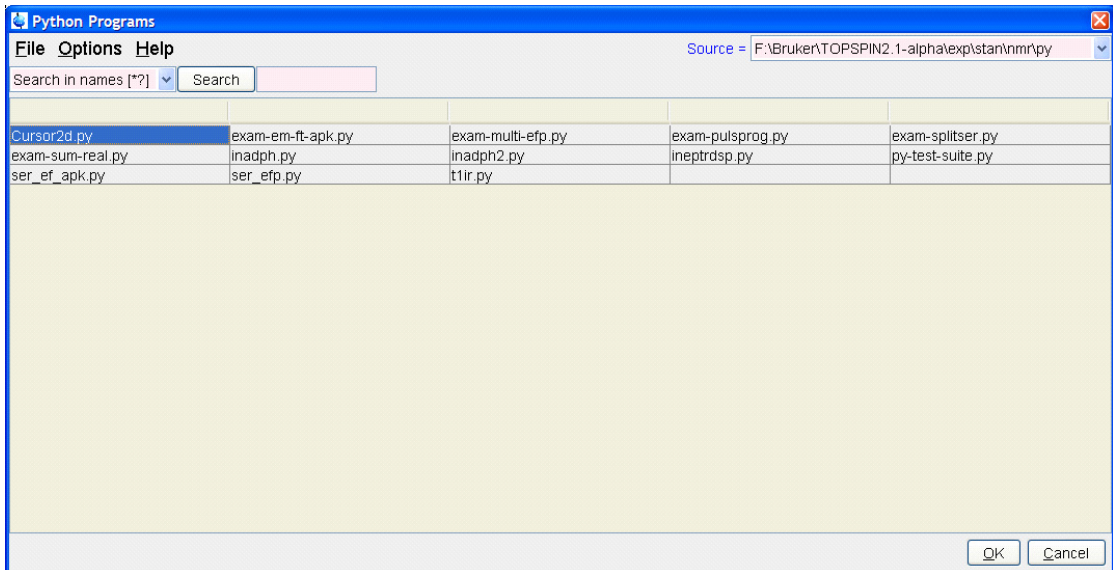 Python Programs
File Options Help Source = F:\Bruker\TOPSPIN2.1-alpha\exp\stan\nmr\py
Search in names [*?] Search
Cursor2d.py exam-em-ft-apk.py exam-multi-efp.py exam-pulsprog.py exam-splitser.py
exam-sum-real.py inadph.py inadph2.py ineptrdsp.py py-test-suite.py
ser_ef_apk.py ser_efp.py t1ir.py
OK Cancel